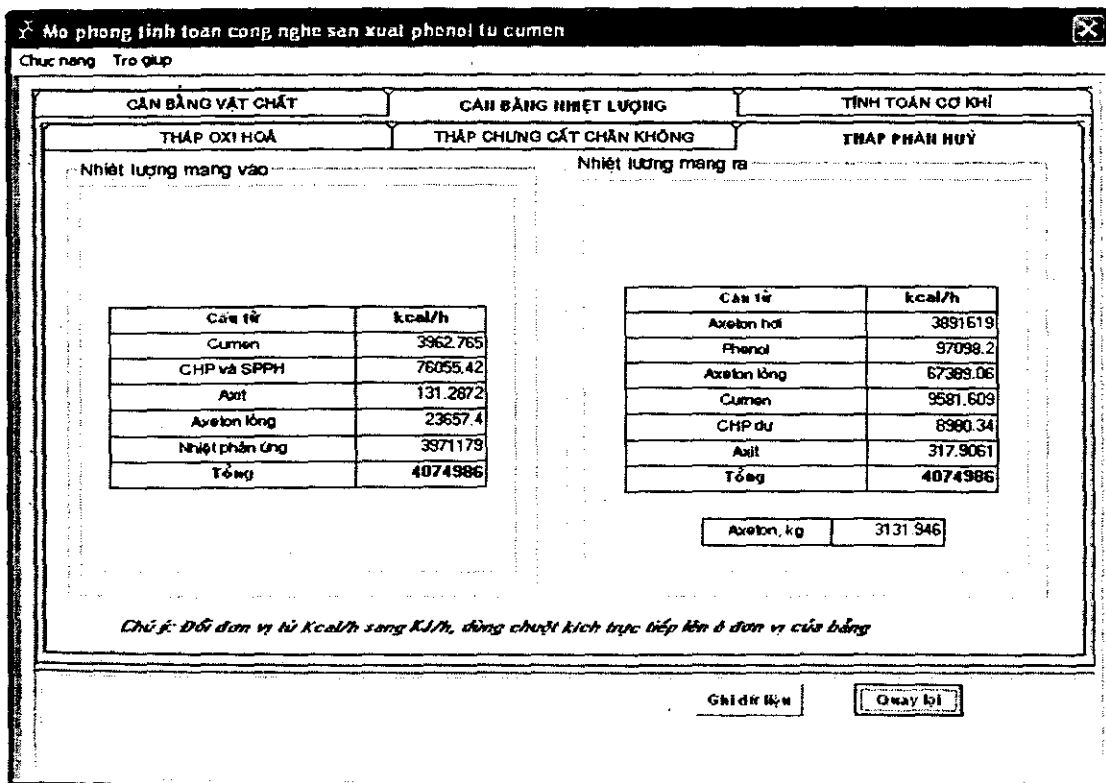 Mo phong tinh toan cong nghe san xuat phenol tu cumen
Chuc nang Tro giup
CÂN BẰNG VẬT CHẤT CÂN BẰNG NHIỆT LƯỢNG TÍNH TOÁN CƠ KHÍ
THÁP OXI HOÁ THÁP CHƯNG CẤT CHÂN KHÔNG THÁP PHÂN HUỶ
Nhiệt lượng mang vào
Cấu tử kcal/h
Cumen 3962.765
CHP và SPPH 76055.42
Axit 131.2872
Axeton lỏng 23657.4
Nhiệt phản ứng 3971179
Tổng 4074986
Nhiệt lượng mang ra
Cấu tử kcal/h
Axeton hơi 3891619
Phenol 97098.2
Axeton lỏng 67389.06
Cumen 9581.609
CHP dư 8980.34
Axit 317.9061
Tổng 4074986
Axeton, kg 3131.946
Chú ý: Đổi đơn vị từ Kcal/h sang KJ/h, dùng chuột kích trực tiếp lên ô đơn vị của bảng
Ghi dữ liệu Quay lại